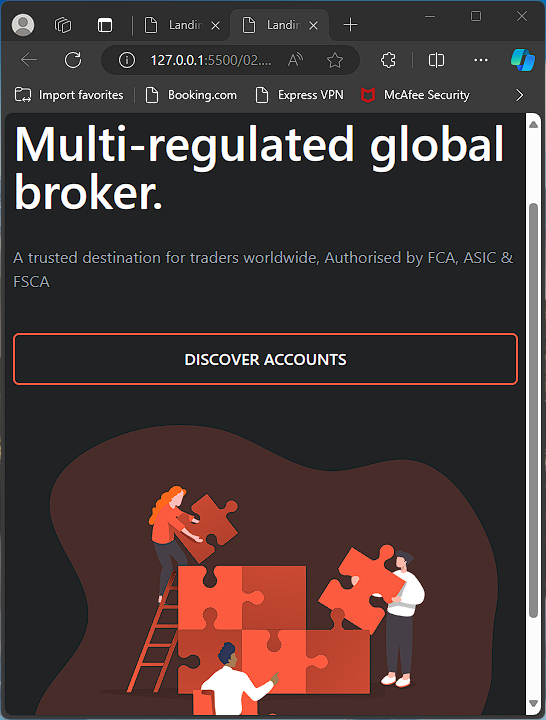 Landin
Landin
127.0.0.1:5500/02....
Import favorites
Booking.com
Express VPN
McAfee Security
Multi-regulated global
broker.
A trusted destination for traders worldwide, Authorised by FCA, ASIC &
FSCA
DISCOVER ACCOUNTS